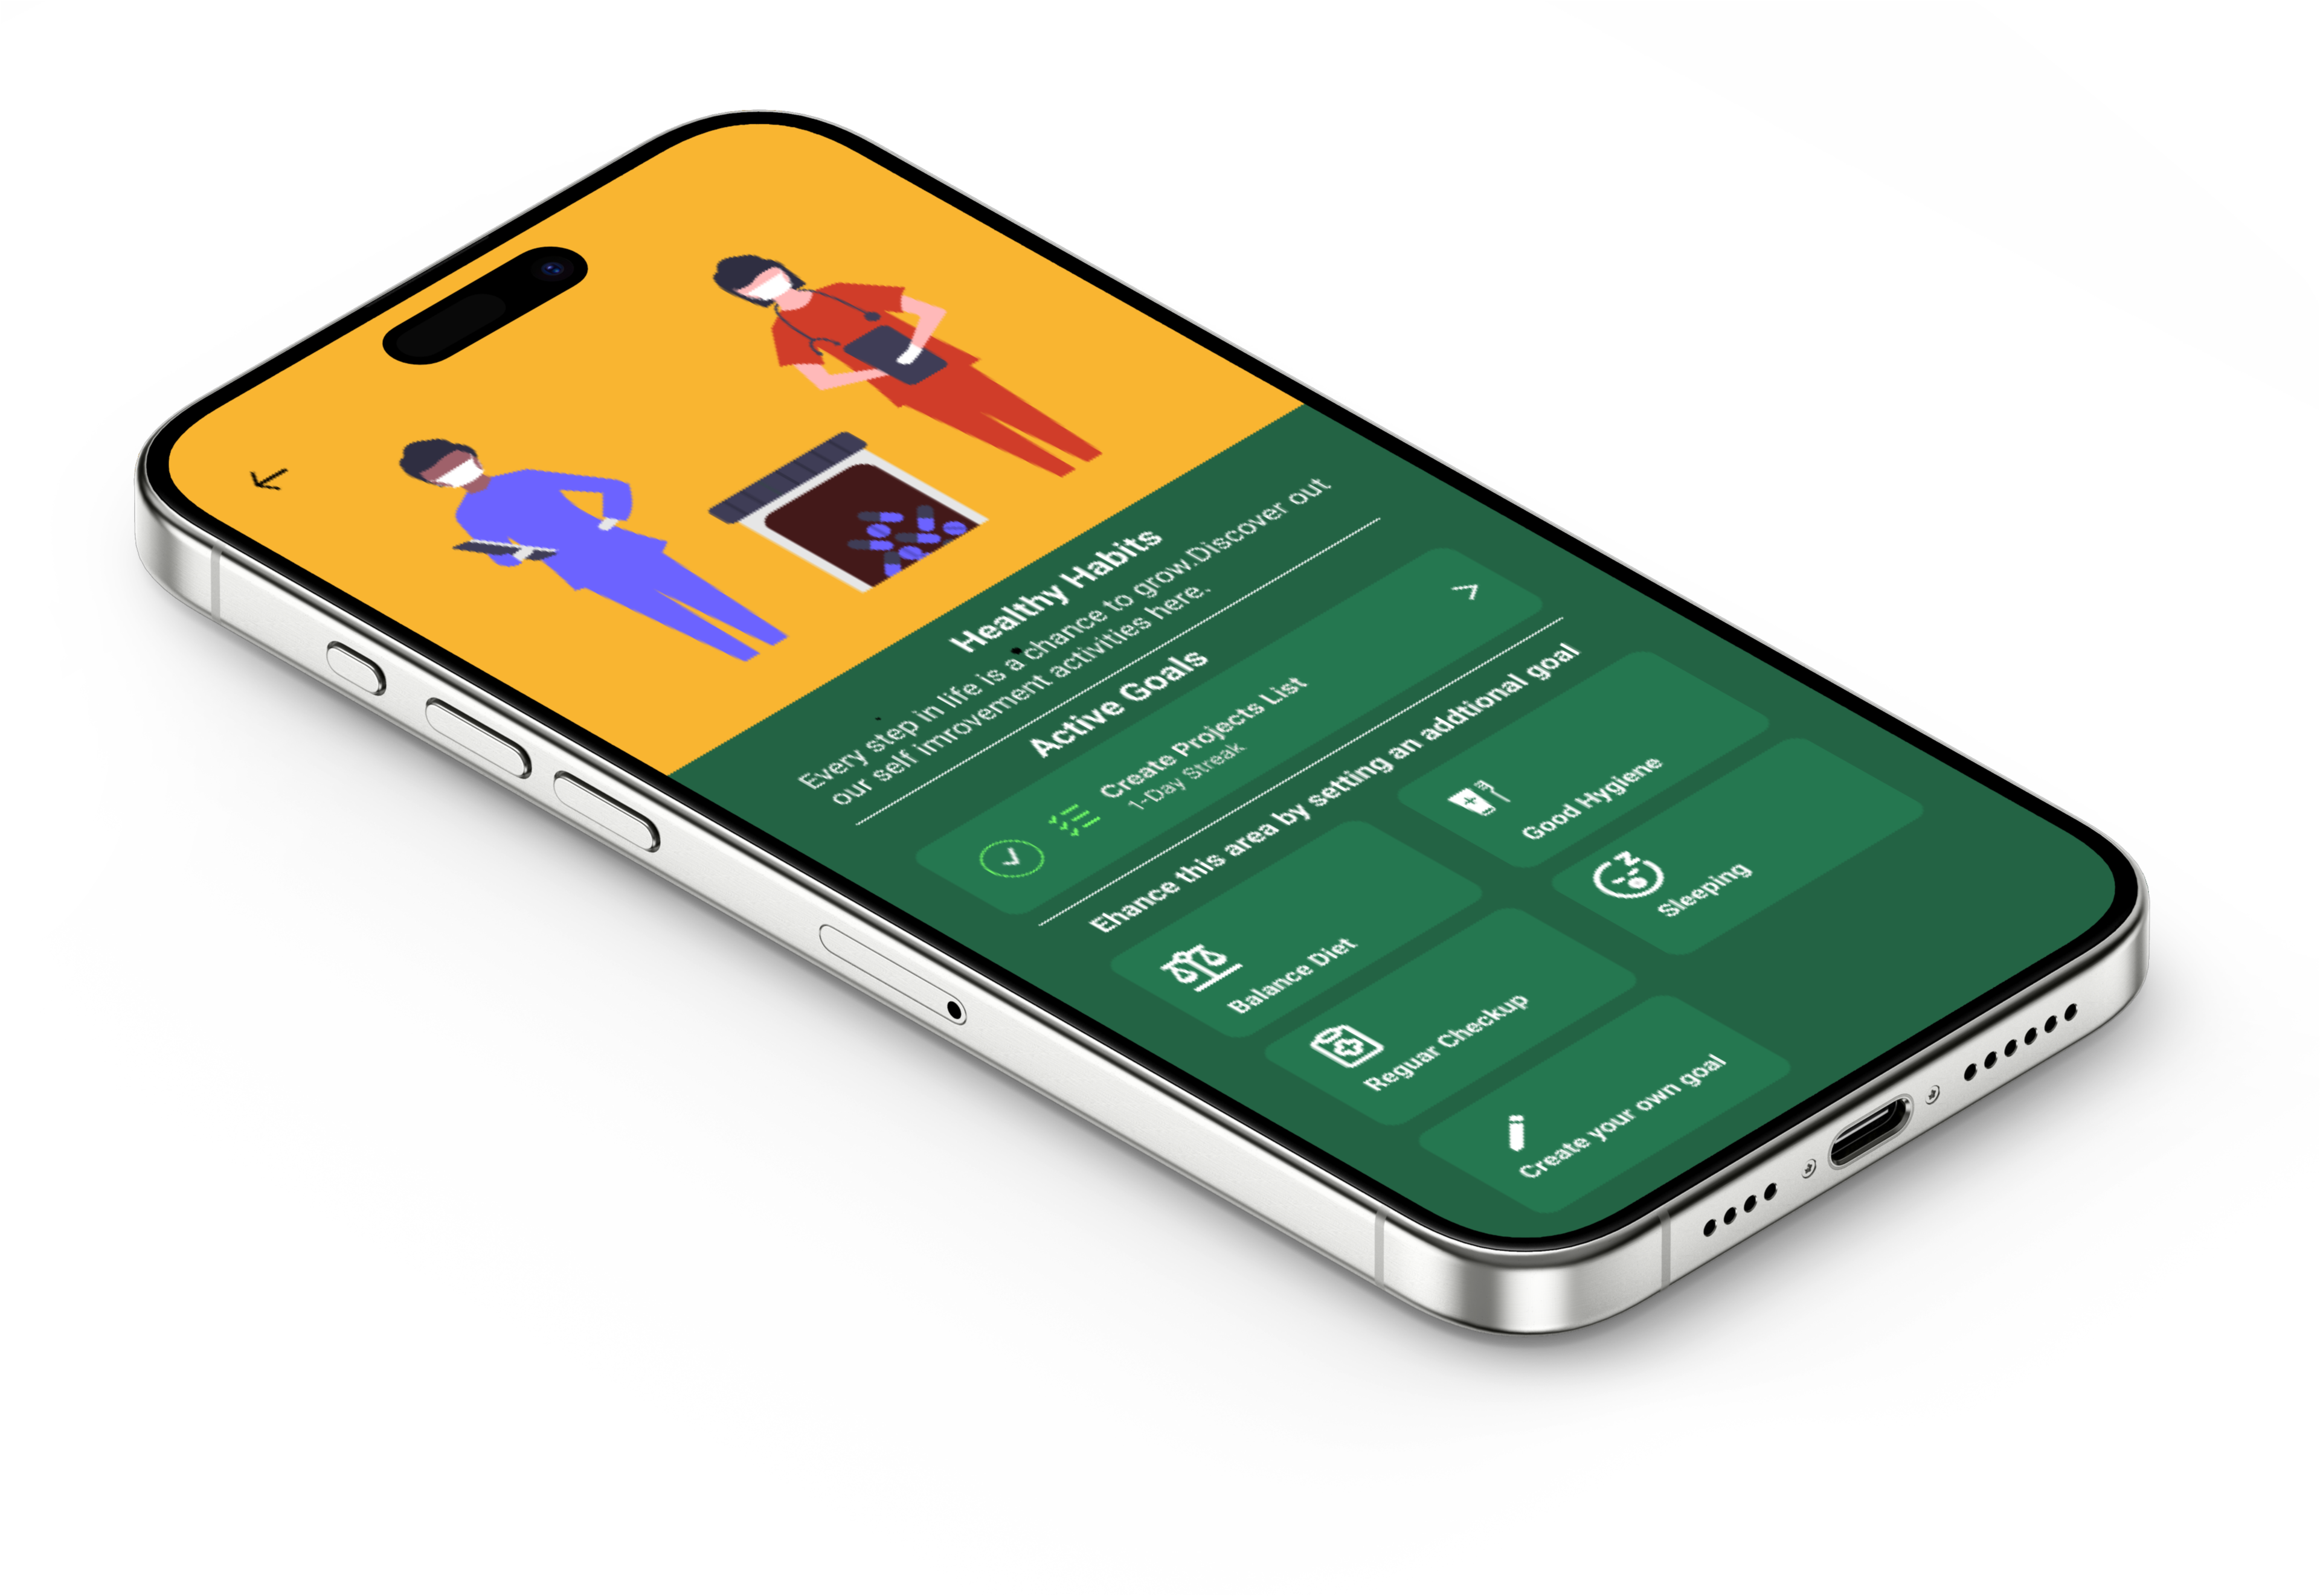 Healthy Habits
Every step in life is a chance to grow.Discover out
our self imrovement activities here.
Active Goals
Create Projects List
1-Day Streak
Ehance this area by setting an addtional goal
Balance Diet
Good Hygiene
Reguar Checkup
Sleeping
Create your own goal